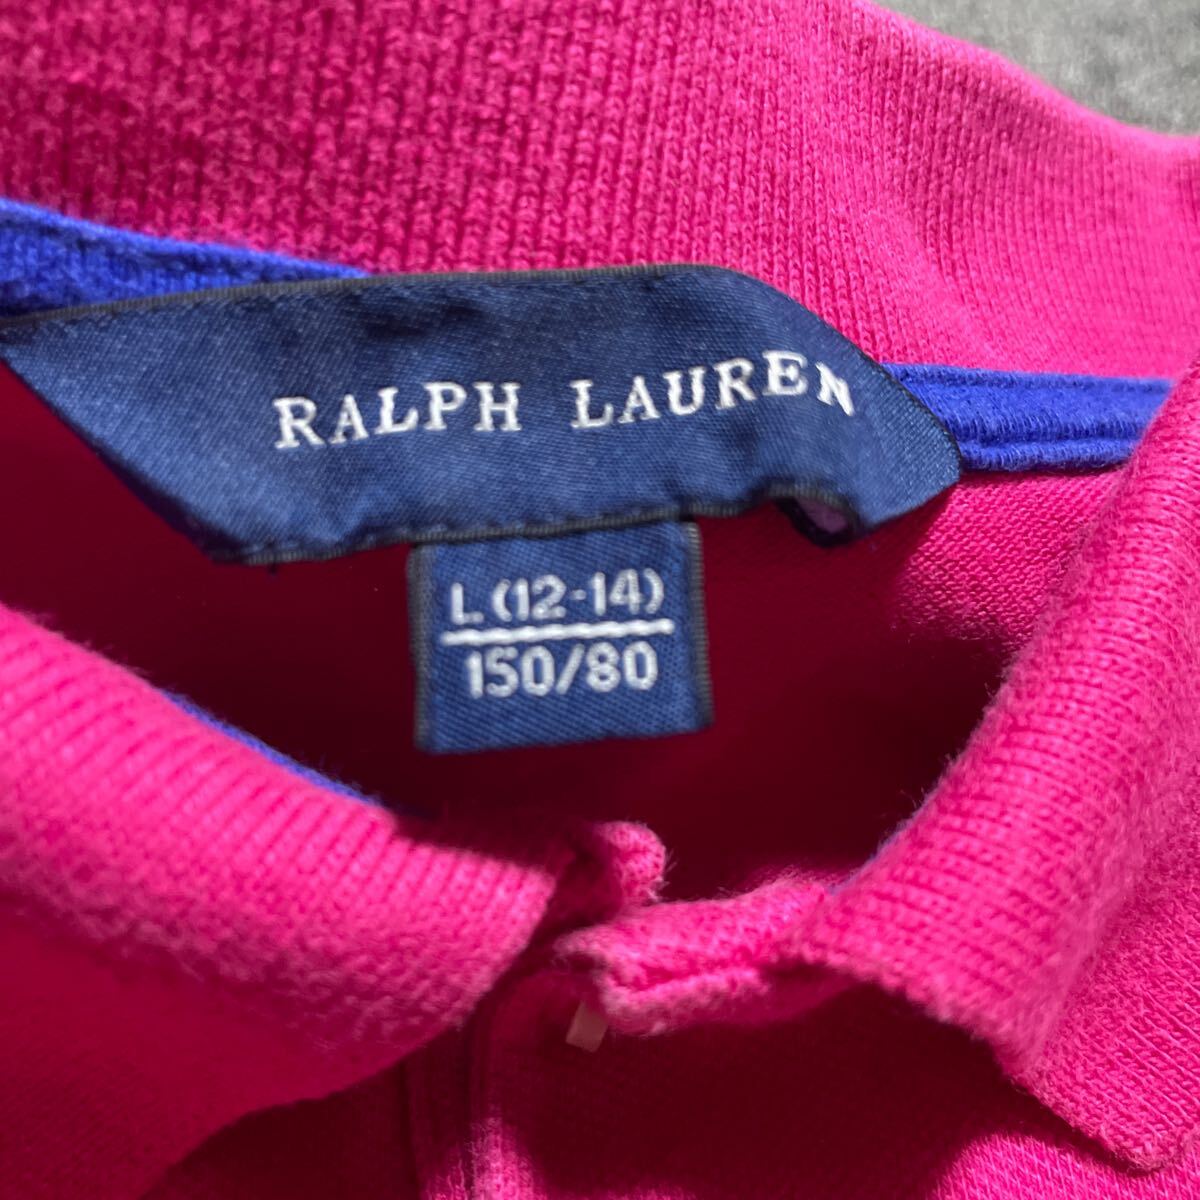 RALPH LAUREN
L (12-14)
150/80